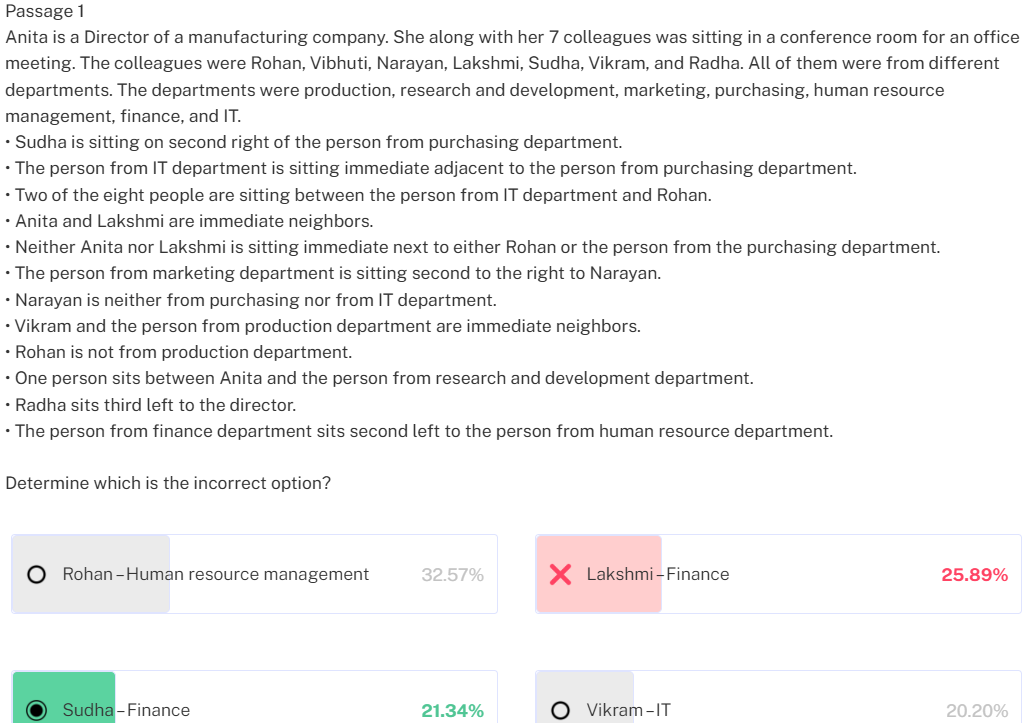 Passage 1
Anita is a Director of a manufacturing company. She along with her 7 colleagues was sitting in a conference room for an office
meeting. The colleagues were Rohan, Vibhuti, Narayan, Lakshmi, Sudha, Vikram, and Radha. All of them were from different
departments. The departments were production, research and development, marketing, purchasing, human resource
management, finance, and IT.
• Sudha is sitting on second right of the person from purchasing department.
• The person from IT department is sitting immediate adjacent to the person from purchasing department.
• Two of the eight people are sitting between the person from IT department and Rohan.
• Anita and Lakshmi are immediate neighbors.
• Neither Anita nor Lakshmi is sitting immediate next to either Rohan or the person from the purchasing department.
• The person from marketing department is sitting second to the right to Narayan.
• Narayan is neither from purchasing nor from IT department.
• Vikram and the person from production department are immediate neighbors.
• Rohan is not from production department.
• One person sits between Anita and the person from research and development department.
• Radha sits third left to the director.
• The person from finance department sits second left to the person from human resource department.
Determine which is the incorrect option?
Rohan – Human resource management 32.57%
Lakshmi – Finance 25.89%
Sudha – Finance 21.34%
Vikram – IT 20.20%